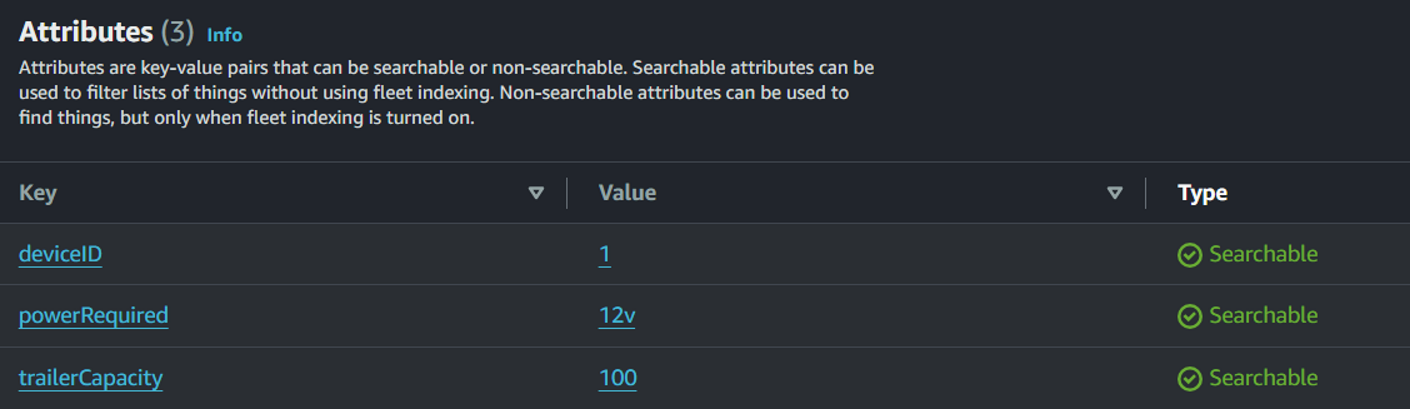 Attributes (3) Info
Attributes are key-value pairs that can be searchable or non-searchable. Searchable attributes can be
used to filter lists of things without using fleet indexing. Non-searchable attributes can be used to
find things, but only when fleet indexing is turned on.
Key Value Type
deviceID 1 Searchable
powerRequired 12v Searchable
trailerCapacity 100 Searchable